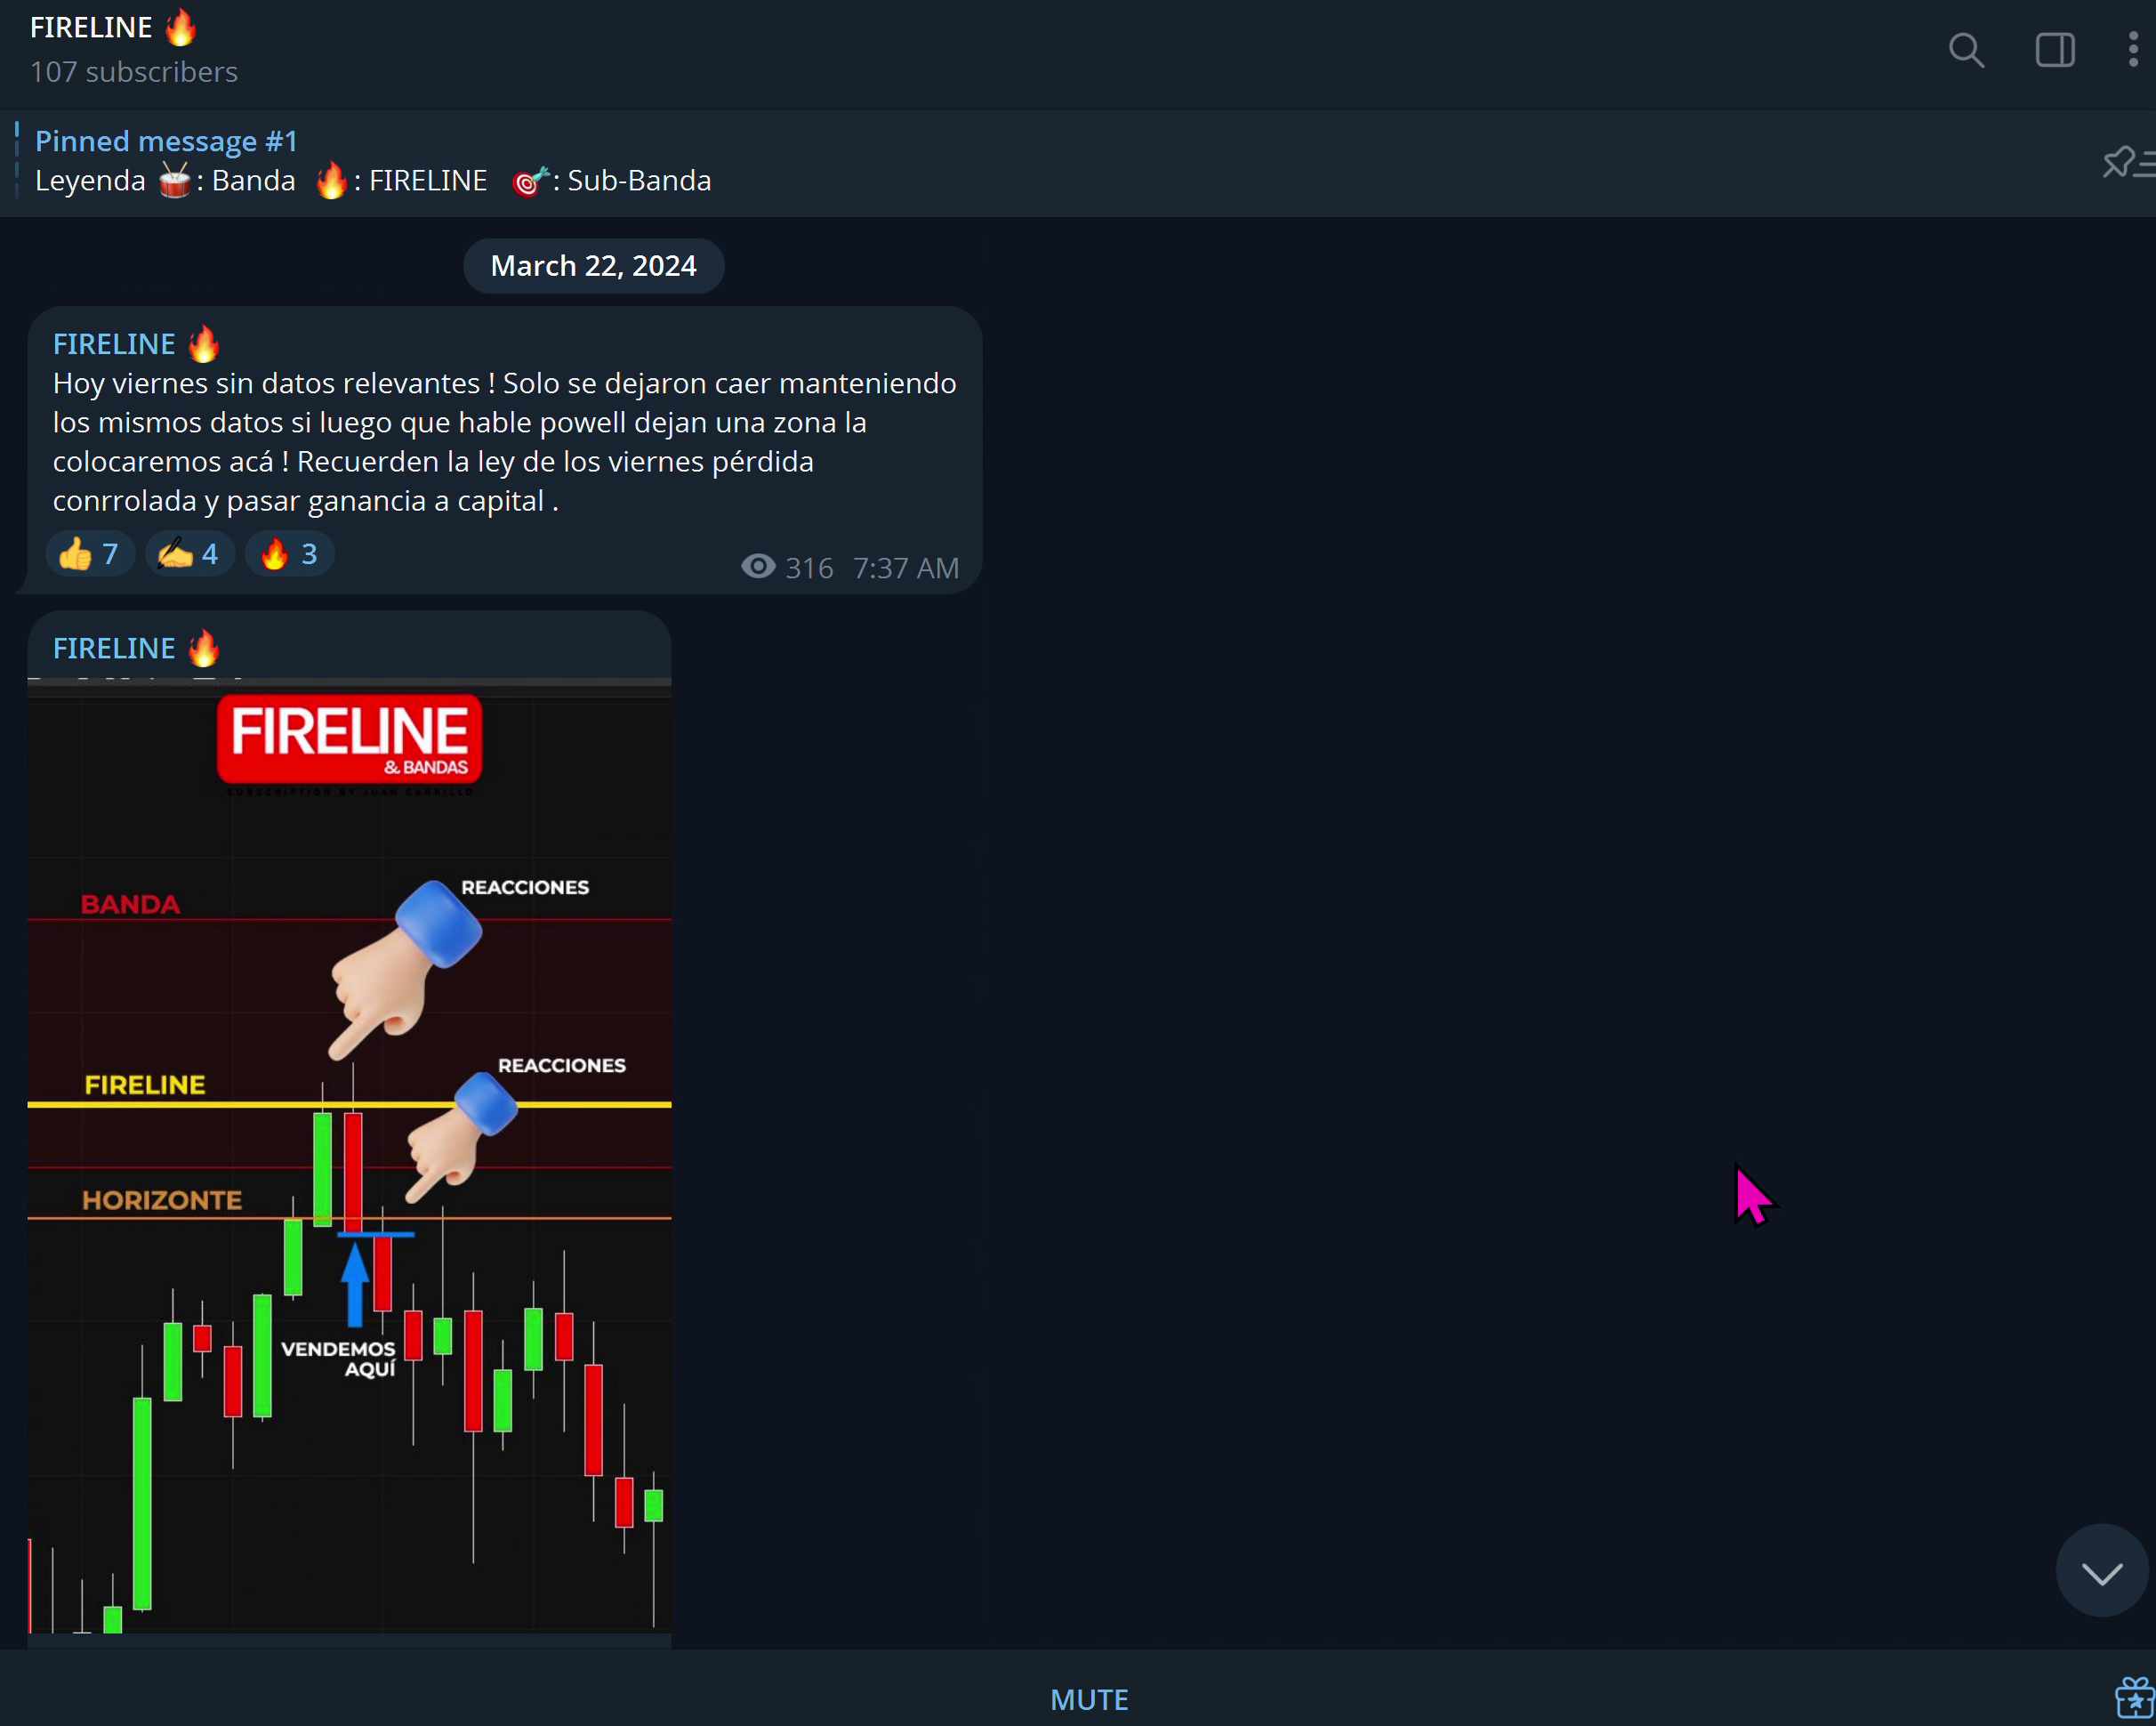 FIRELINE 🔥
107 subscribers
Pinned message #1
Leyenda 🥁: Banda 🔥: FIRELINE 🎯: Sub-Banda
March 22, 2024
FIRELINE 🔥
Hoy viernes sin datos relevantes ! Solo se dejaron caer manteniendo
los mismos datos si luego que hable powell dejan una zona la
colocaremos acá ! Recuerden la ley de los viernes pérdida
conrrolada y pasar ganancia a capital .
👍 7 ✍️ 4 🔥 3
316 7:37 AM
FIRELINE 🔥
FIRELINE
& BANDAS
SUBSCRIPTION BY JUAN CARRILLO
REACCIONES
BANDA
REACCIONES
FIRELINE
HORIZONTE
VENDEMOS
AQUÍ
MUTE